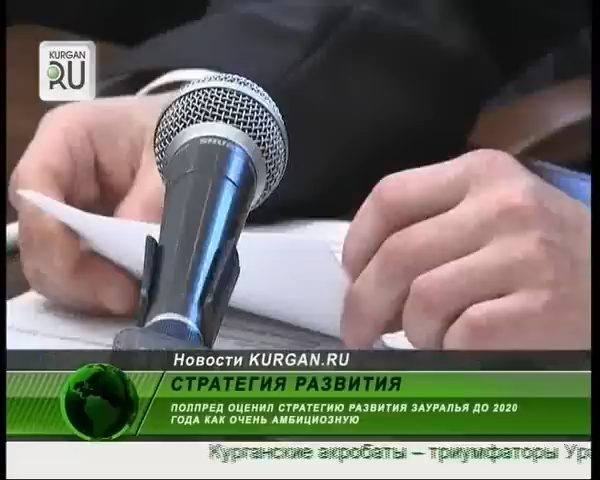 KURGAN
RU
SHURE
Новости KURGAN.RU
СТРАТЕГИЯ РАЗВИТИЯ
ПОЛПРЕД ОЦЕНИЛ СТРАТЕГИЮ РАЗВИТИЯ ЗАУРАЛЬЯ ДО 2020
ГОДА КАК ОЧЕНЬ АМБИЦИОЗНУЮ
Курганские акробаты – триумфаторы